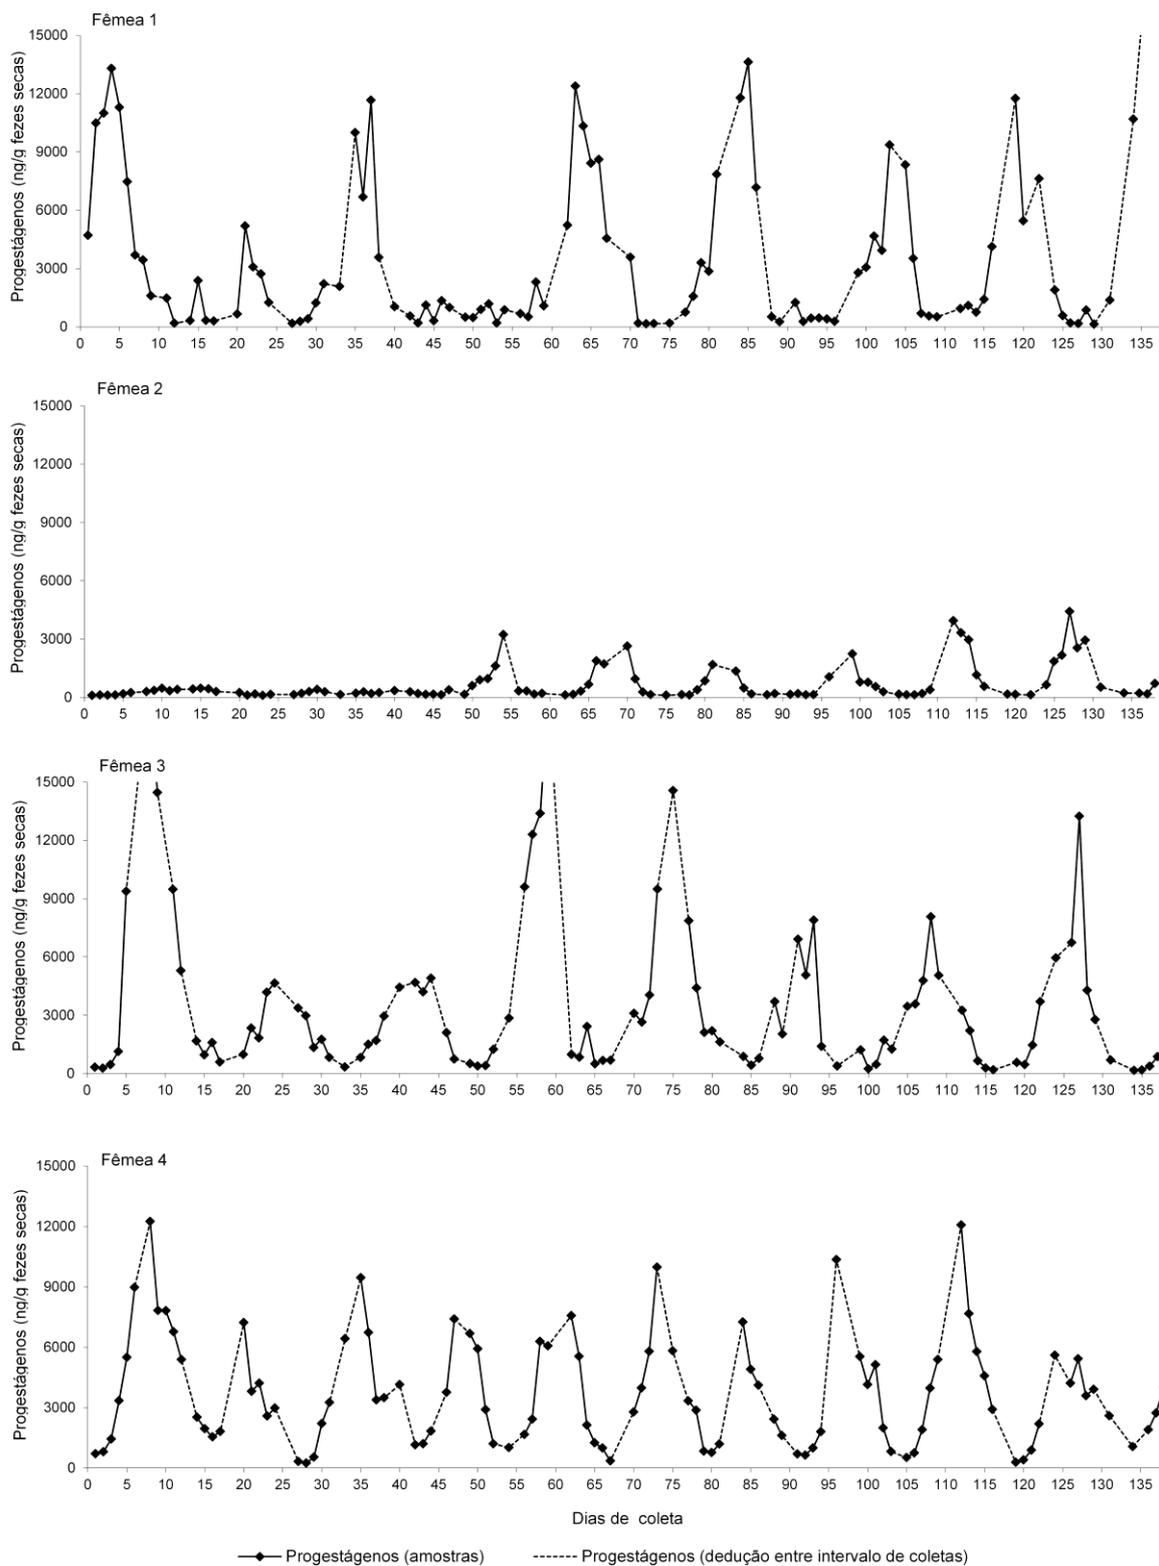 Fêmea 1
Progestágenos (ng/g fezes secas)
15000
12000
9000
6000
3000
0
0 5 10 15 20 25 30 35 40 45 50 55 60 65 70 75 80 85 90 95 100 105 110 115 120 125 130 135
Fêmea 2
Progestágenos (ng/g fezes secas)
15000
12000
9000
6000
3000
0
0 5 10 15 20 25 30 35 40 45 50 55 60 65 70 75 80 85 90 95 100 105 110 115 120 125 130 135
Fêmea 3
Progestágenos (ng/g fezes secas)
15000
12000
9000
6000
3000
0
0 5 10 15 20 25 30 35 40 45 50 55 60 65 70 75 80 85 90 95 100 105 110 115 120 125 130 135
Fêmea 4
Progestágenos (ng/g fezes secas)
15000
12000
9000
6000
3000
0
0 5 10 15 20 25 30 35 40 45 50 55 60 65 70 75 80 85 90 95 100 105 110 115 120 125 130 135
Dias de coleta
Progestágenos (amostras) Progestágenos (dedução entre intervalo de coletas)